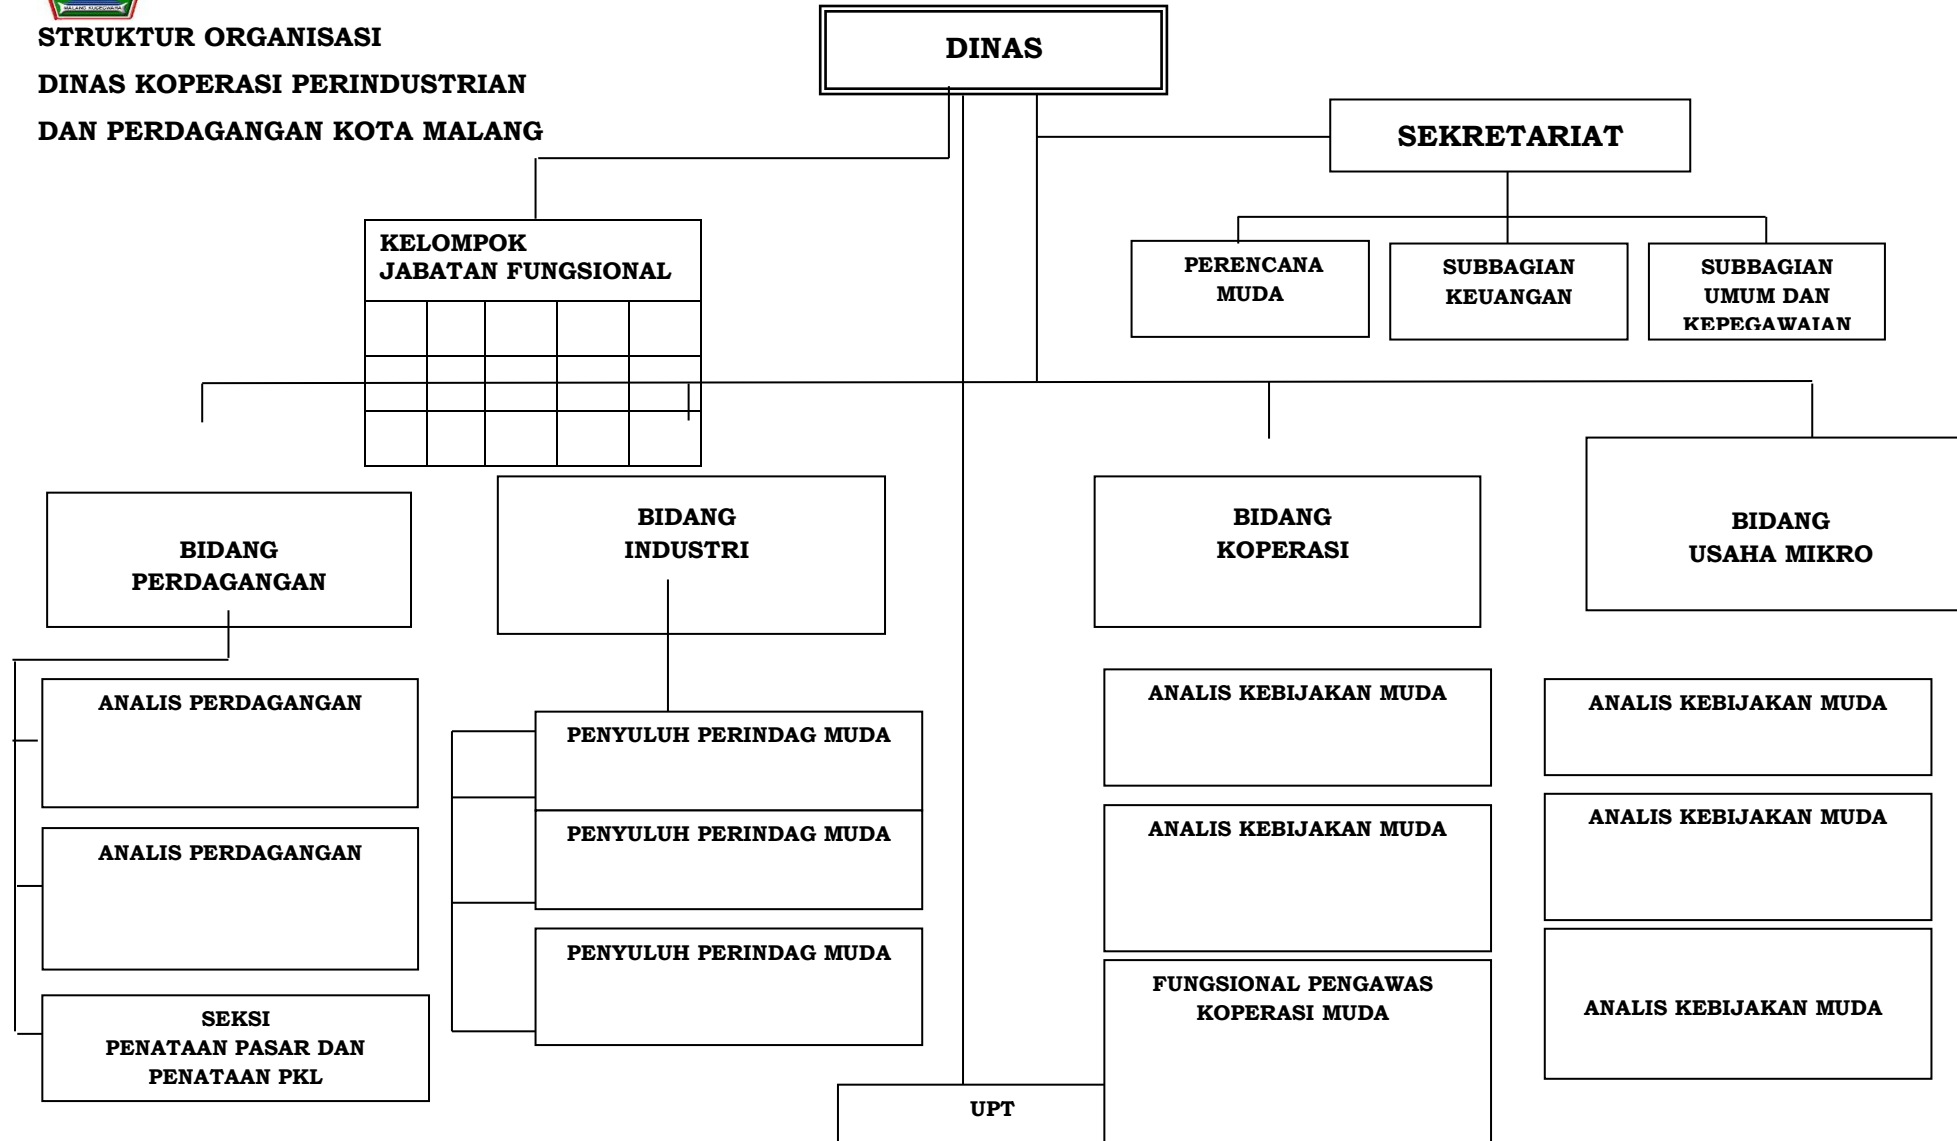 MALANG KUCECWARA
STRUKTUR ORGANISASI
DINAS KOPERASI PERINDUSTRIAN
DAN PERDAGANGAN KOTA MALANG
DINAS
SEKRETARIAT
KELOMPOK
JABATAN FUNGSIONAL
PERENCANA
MUDA
SUBBAGIAN
KEUANGAN
SUBBAGIAN
UMUM DAN
KEPEGAWAIAN
BIDANG
PERDAGANGAN
BIDANG
INDUSTRI
BIDANG
KOPERASI
BIDANG
USAHA MIKRO
ANALIS PERDAGANGAN
ANALIS PERDAGANGAN
SEKSI
PENATAAN PASAR DAN
PENATAAN PKL
PENYULUH PERINDAG MUDA
PENYULUH PERINDAG MUDA
PENYULUH PERINDAG MUDA
ANALIS KEBIJAKAN MUDA
ANALIS KEBIJAKAN MUDA
FUNGSIONAL PENGAWAS
KOPERASI MUDA
ANALIS KEBIJAKAN MUDA
ANALIS KEBIJAKAN MUDA
ANALIS KEBIJAKAN MUDA
UPT